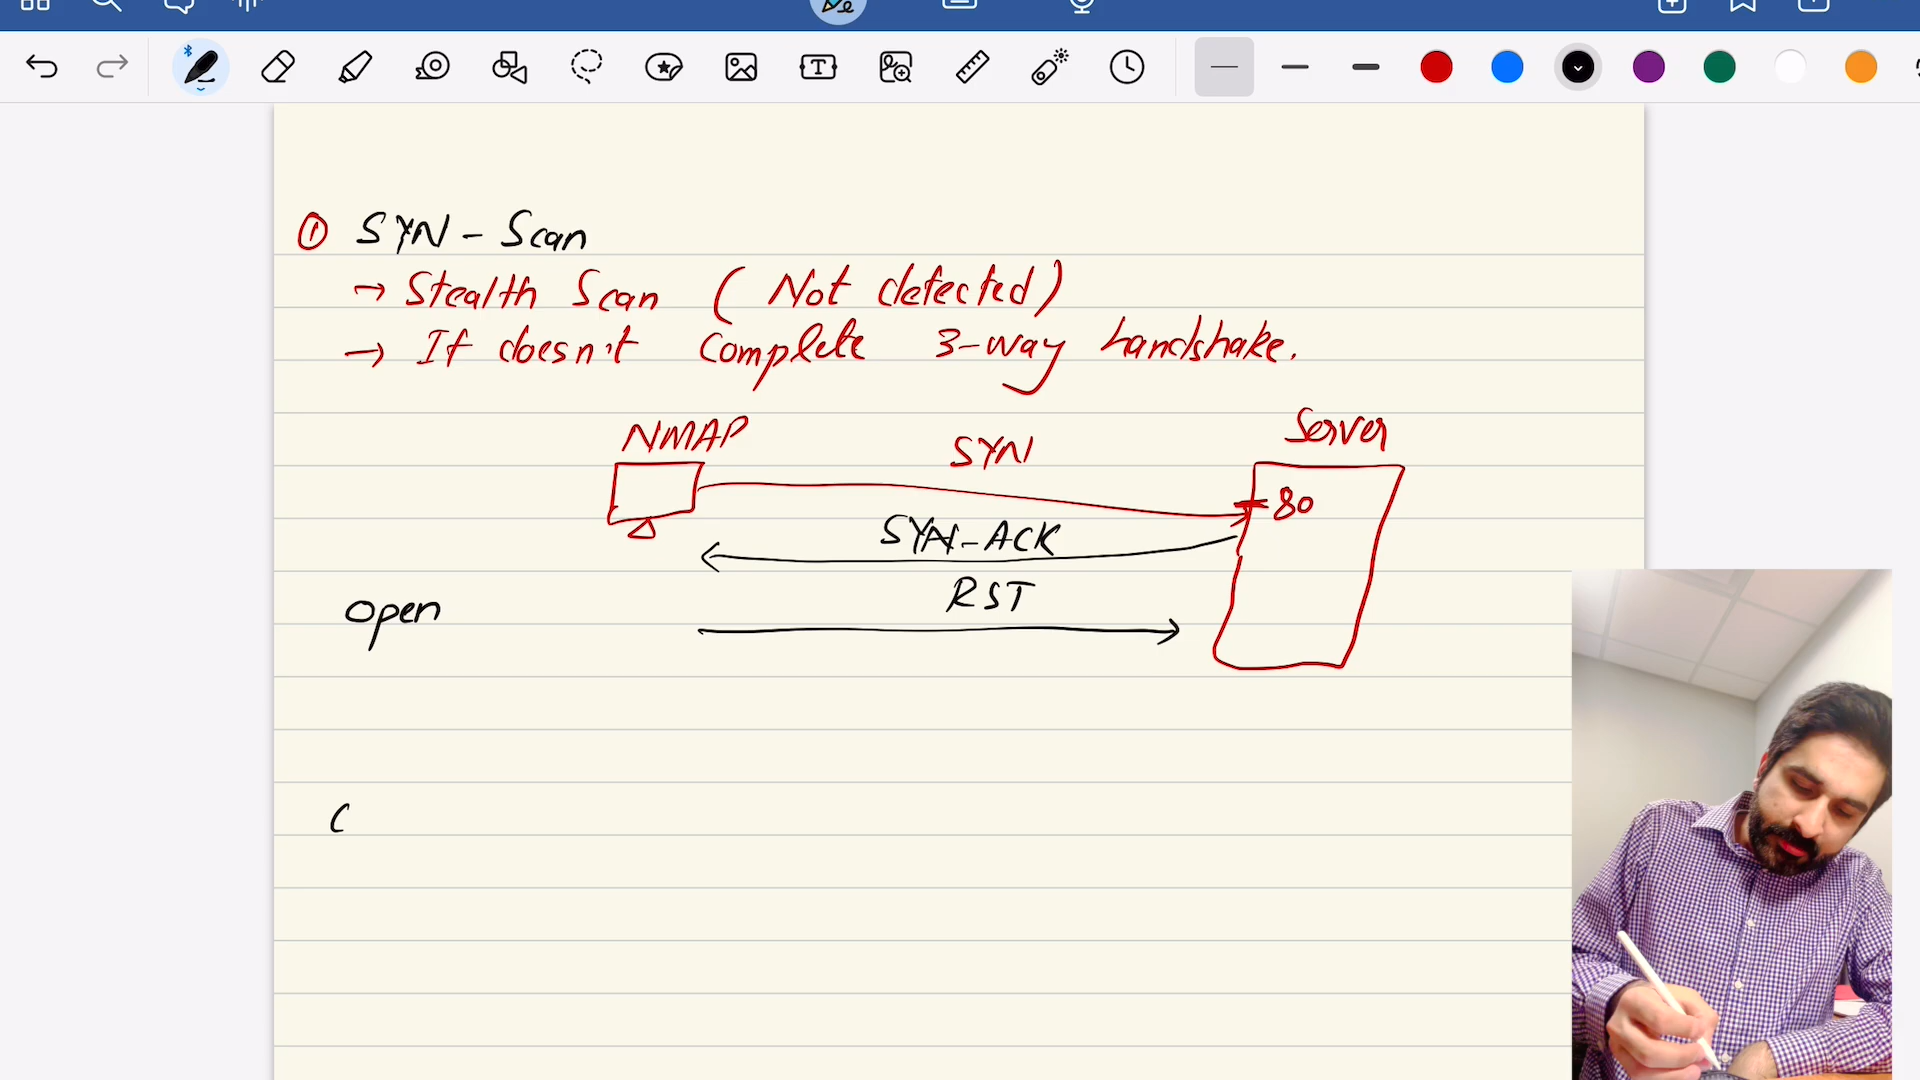 ① SYN - Scan
→ Stealth Scan ( Not detected )
→ It doesn't Complete 3-way handshake.
NMAP
SYN
Server
80
SYN-ACK
RST
Open
C